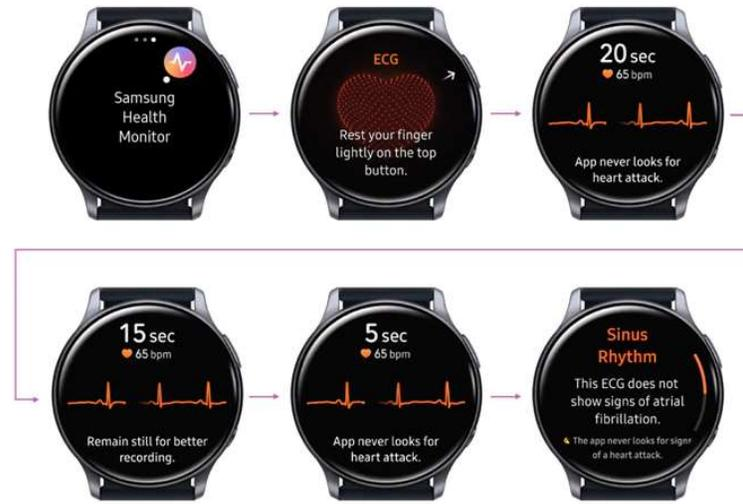 Samsung
Health
Monitor
ECG
Rest your finger
lightly on the top
button.
20 sec
65 bpm
App never looks for
heart attack.
15 sec
65 bpm
Remain still for better
recording.
5 sec
65 bpm
App never looks for
heart attack.
Sinus
Rhythm
This ECG does not
show signs of atrial
fibrillation.
The app never looks for signs
of a heart attack.